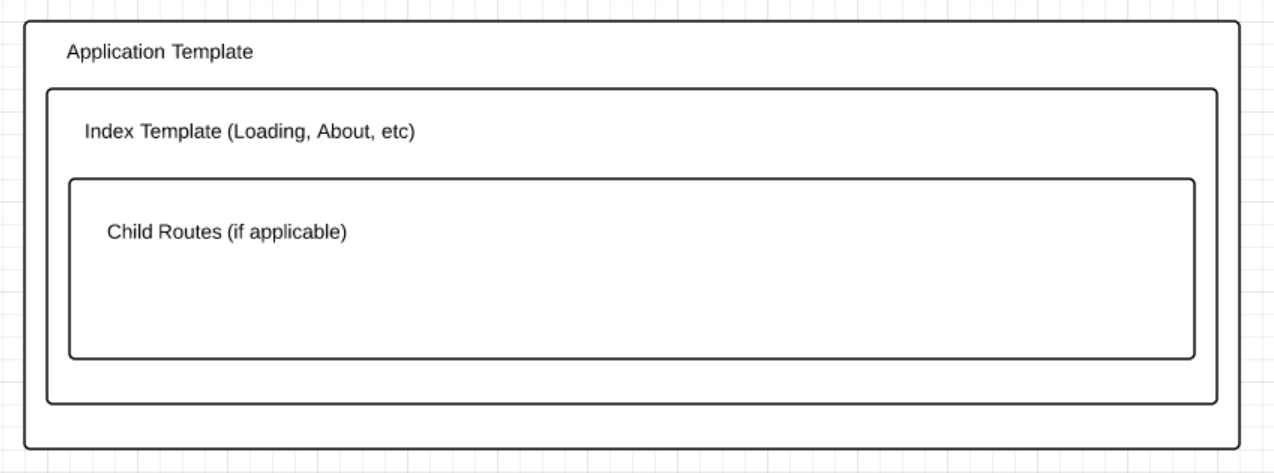 Application Template
Index Template (Loading, About, etc)
Child Routes (if applicable)